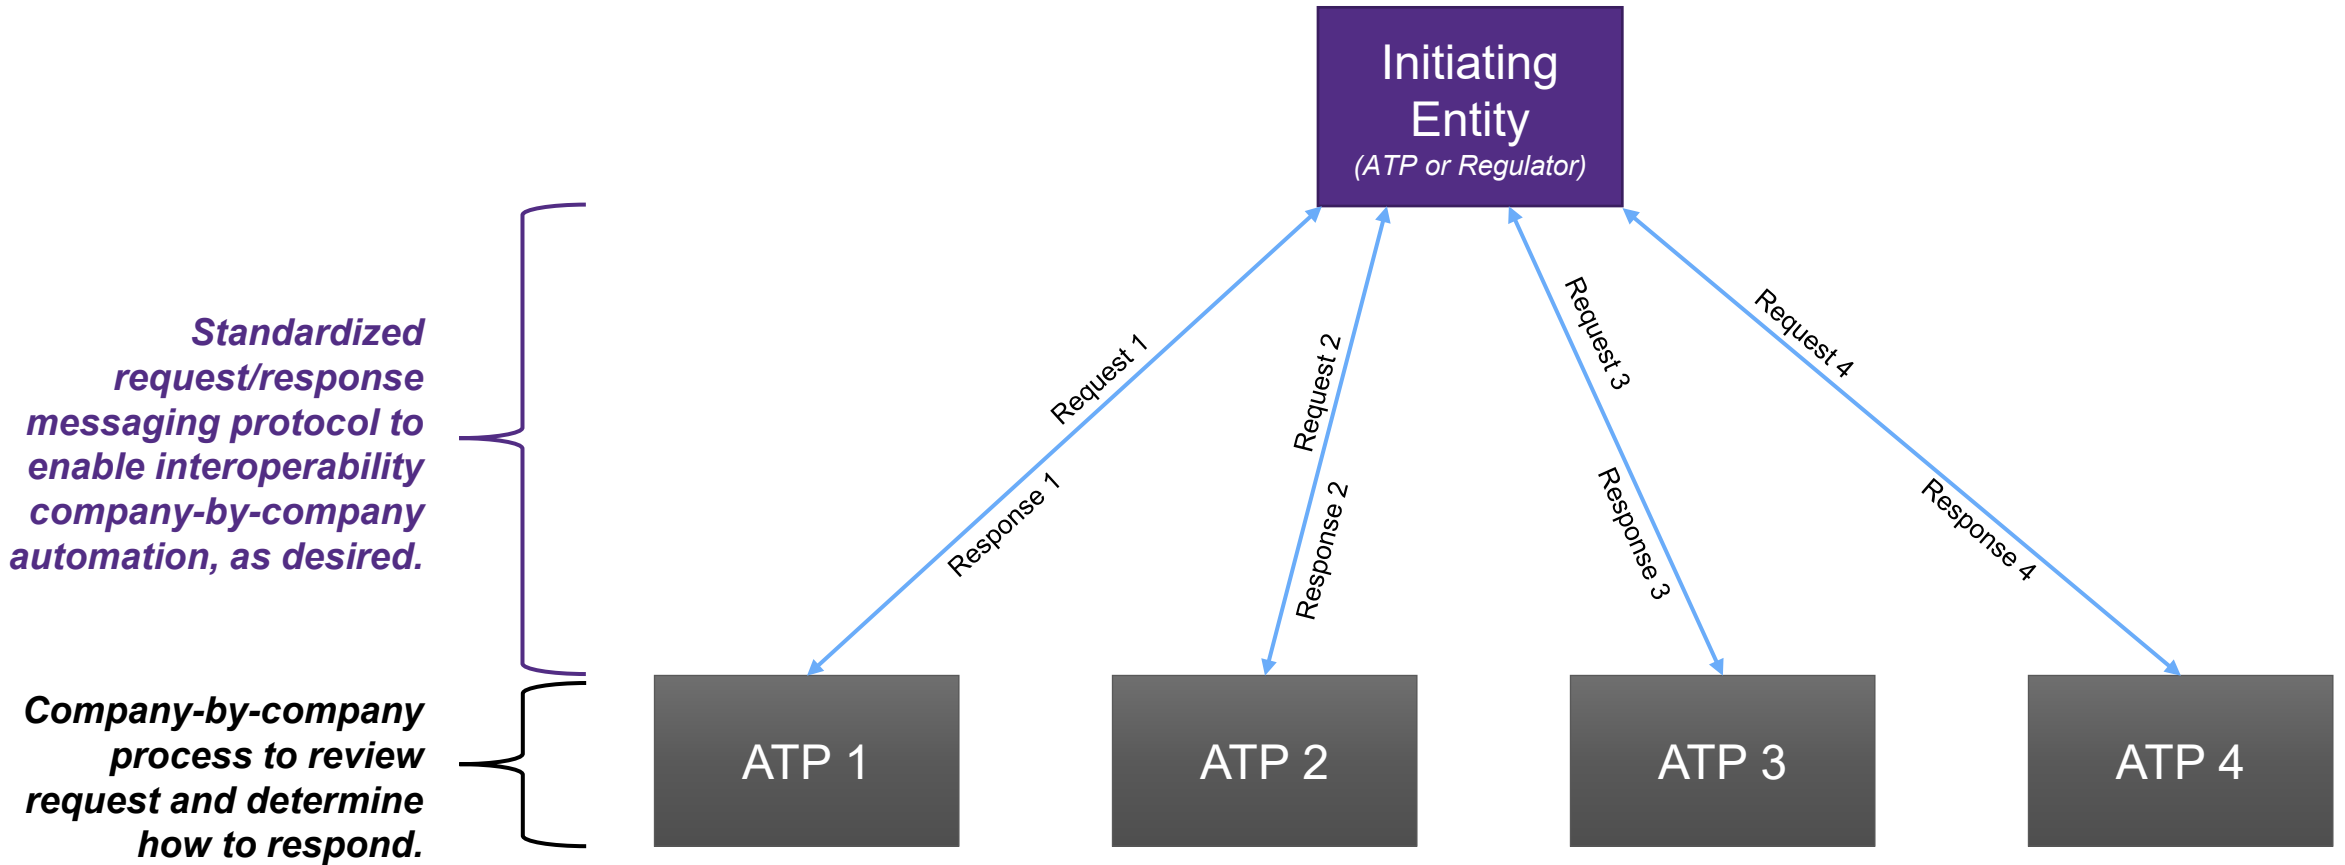 Initiating
Entity
(ATP or Regulator)
Standardized
request/response
messaging protocol to
enable interoperability
company-by-company
automation, as desired.
Request 1
Response 1
Request 2
Response 2
Request 3
Response 3
Request 4
Response 4
Company-by-company
process to review
request and determine
how to respond.
ATP 1
ATP 2
ATP 3
ATP 4